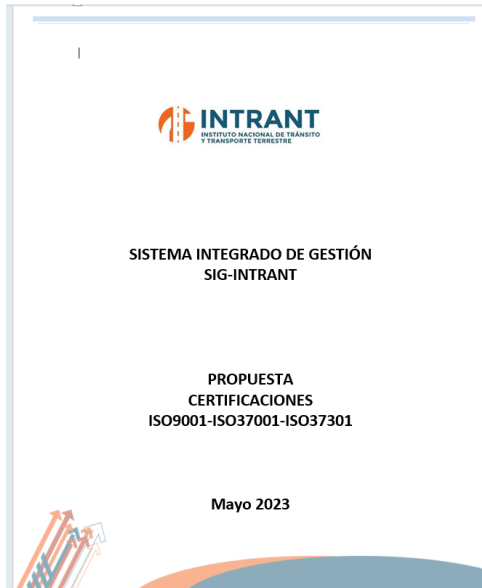 INTRANT
INSTITUTO NACIONAL DE TRÁNSITO
Y TRANSPORTE TERRESTRE
SISTEMA INTEGRADO DE GESTIÓN
SIG-INTRANT
PROPUESTA
CERTIFICACIONES
ISO9001-ISO37001-ISO37301
Mayo 2023